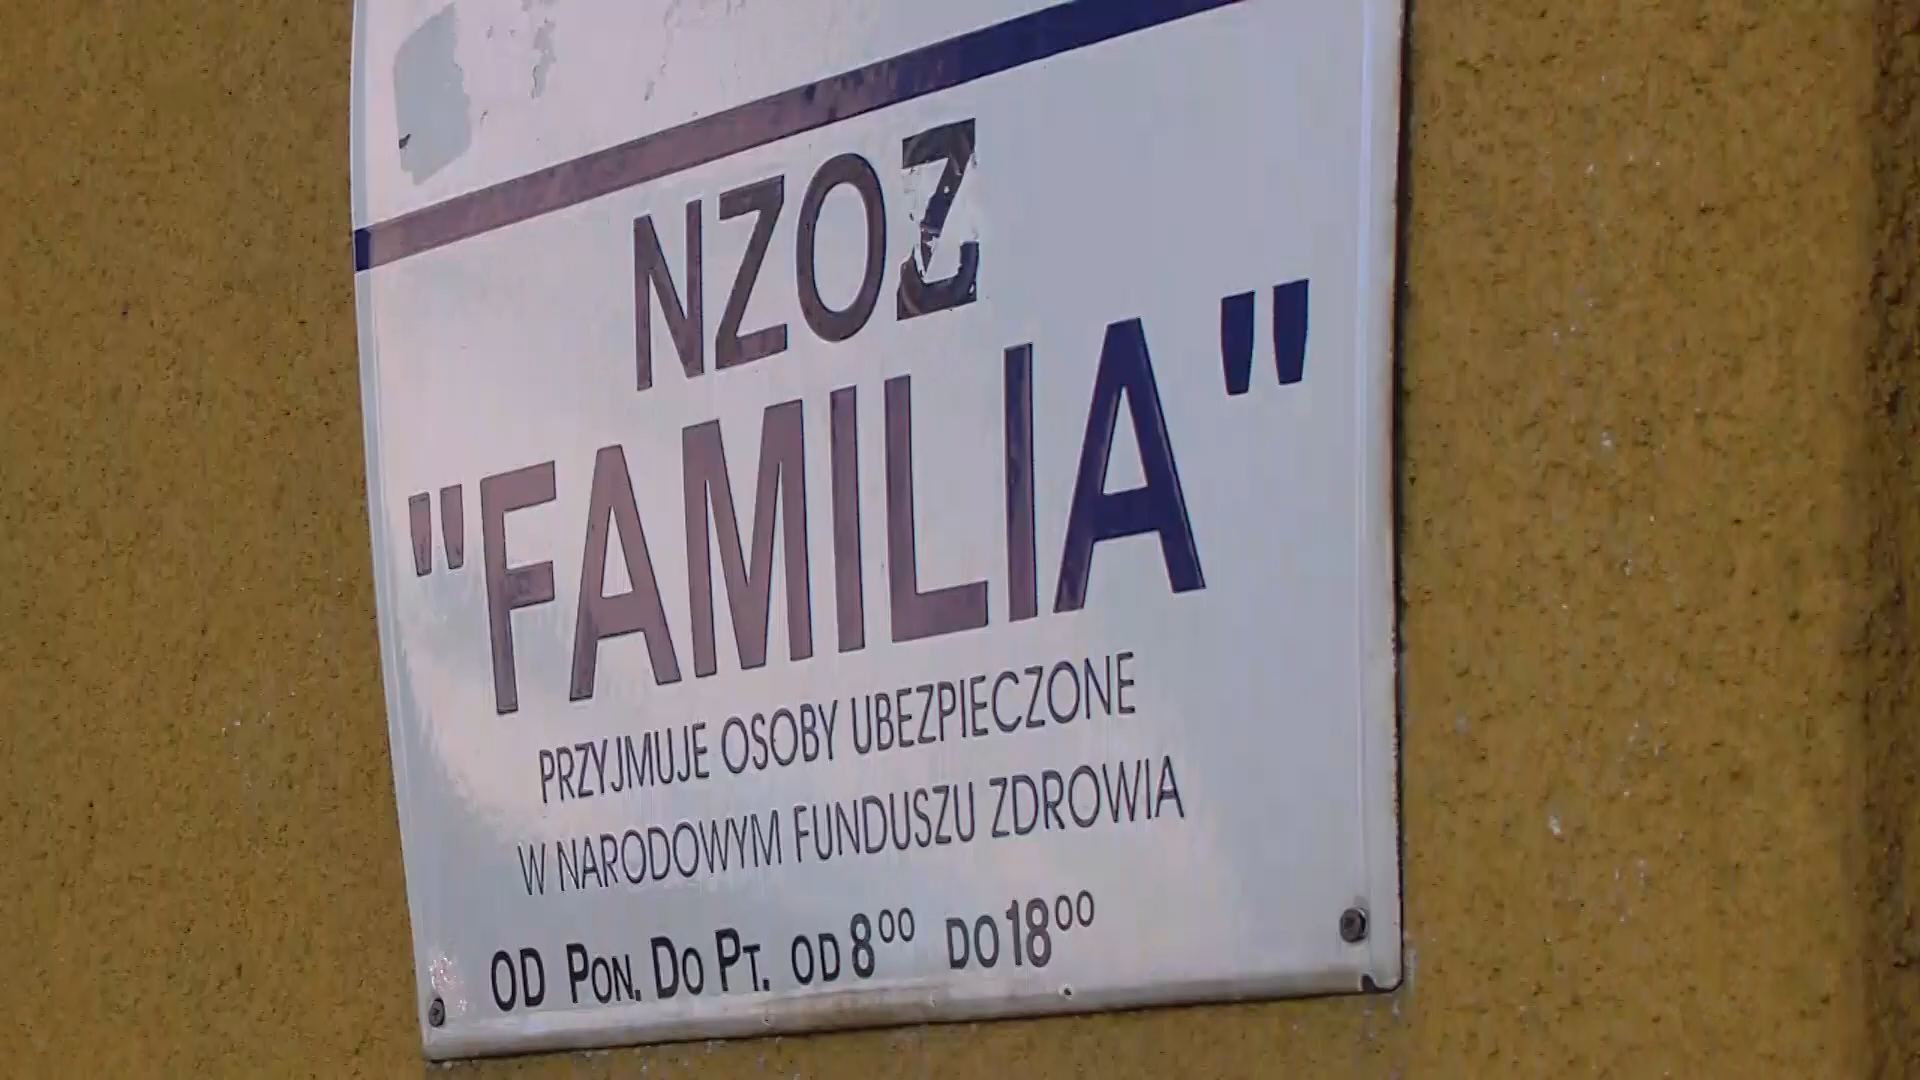 NZOZ
"FAMILIA"
PRZYJMUJE OSOBY UBEZPIECZONE
W NARODOWYM FUNDUSZU ZDROWIA
OD PON. DO PT. OD 8⁰⁰ DO 18⁰⁰